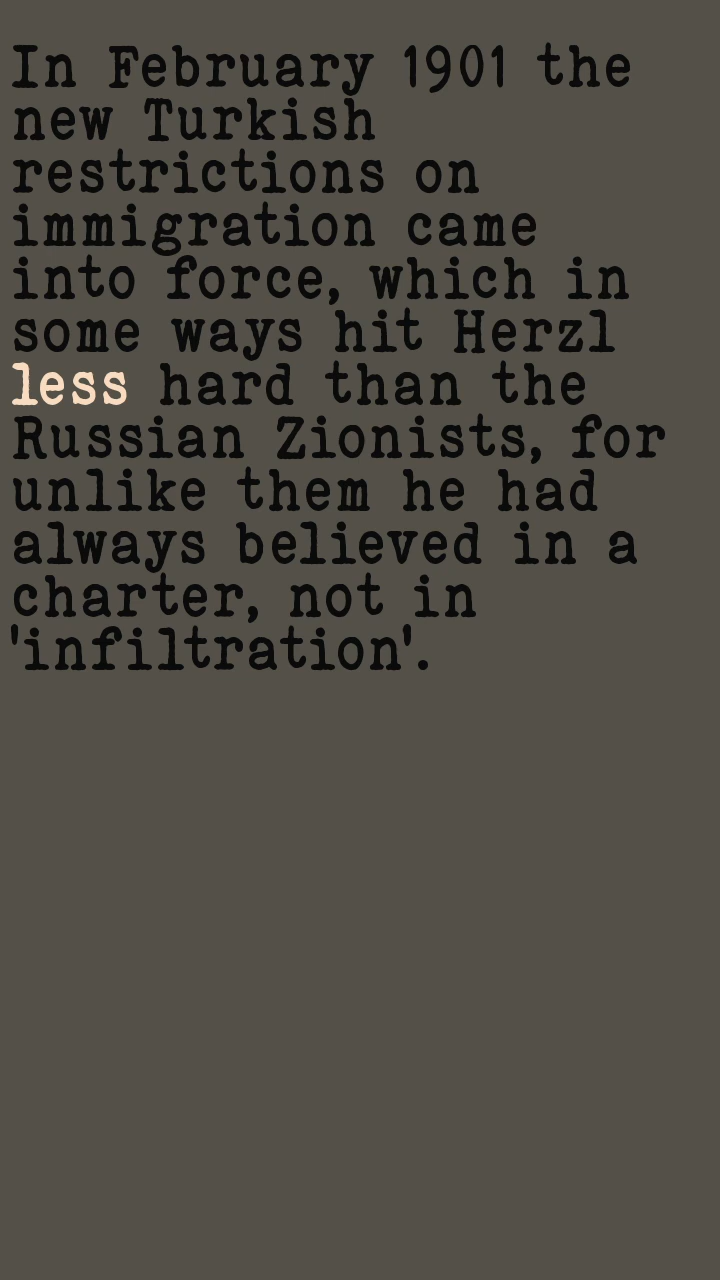 In February 1901 the
new Turkish
restrictions on
immigration came
into force, which in
some ways hit Herzl
less hard than the
Russian Zionists, for
unlike them he had
always believed in a
charter, not in
'infiltration'.